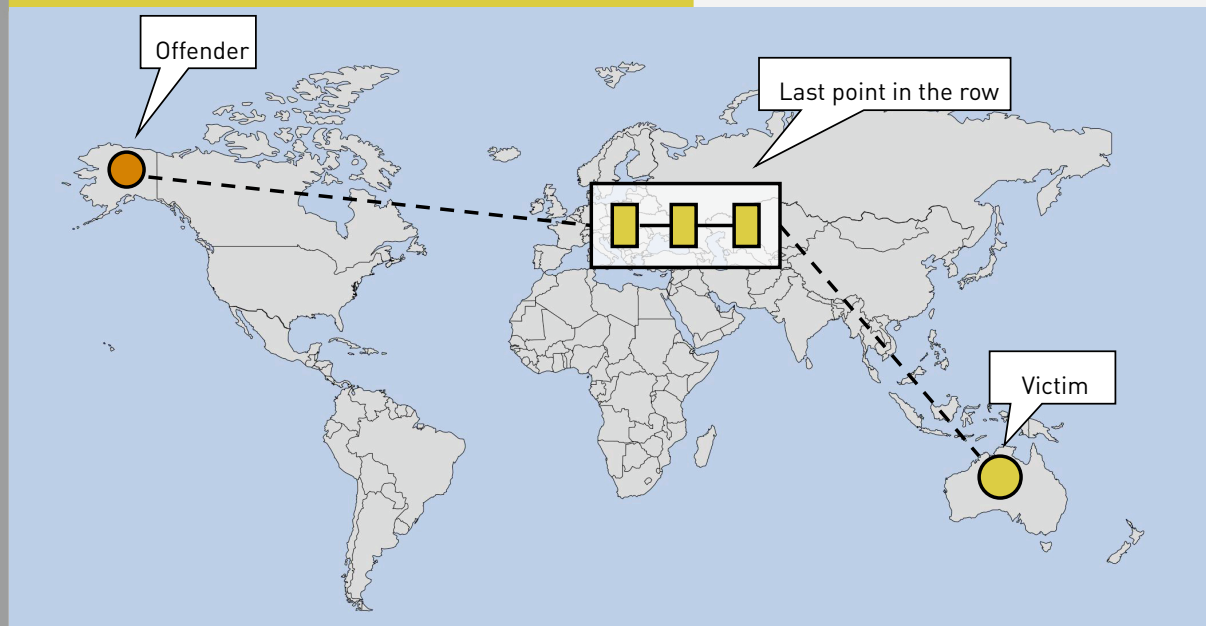 Offender
Last point in the row
Victim